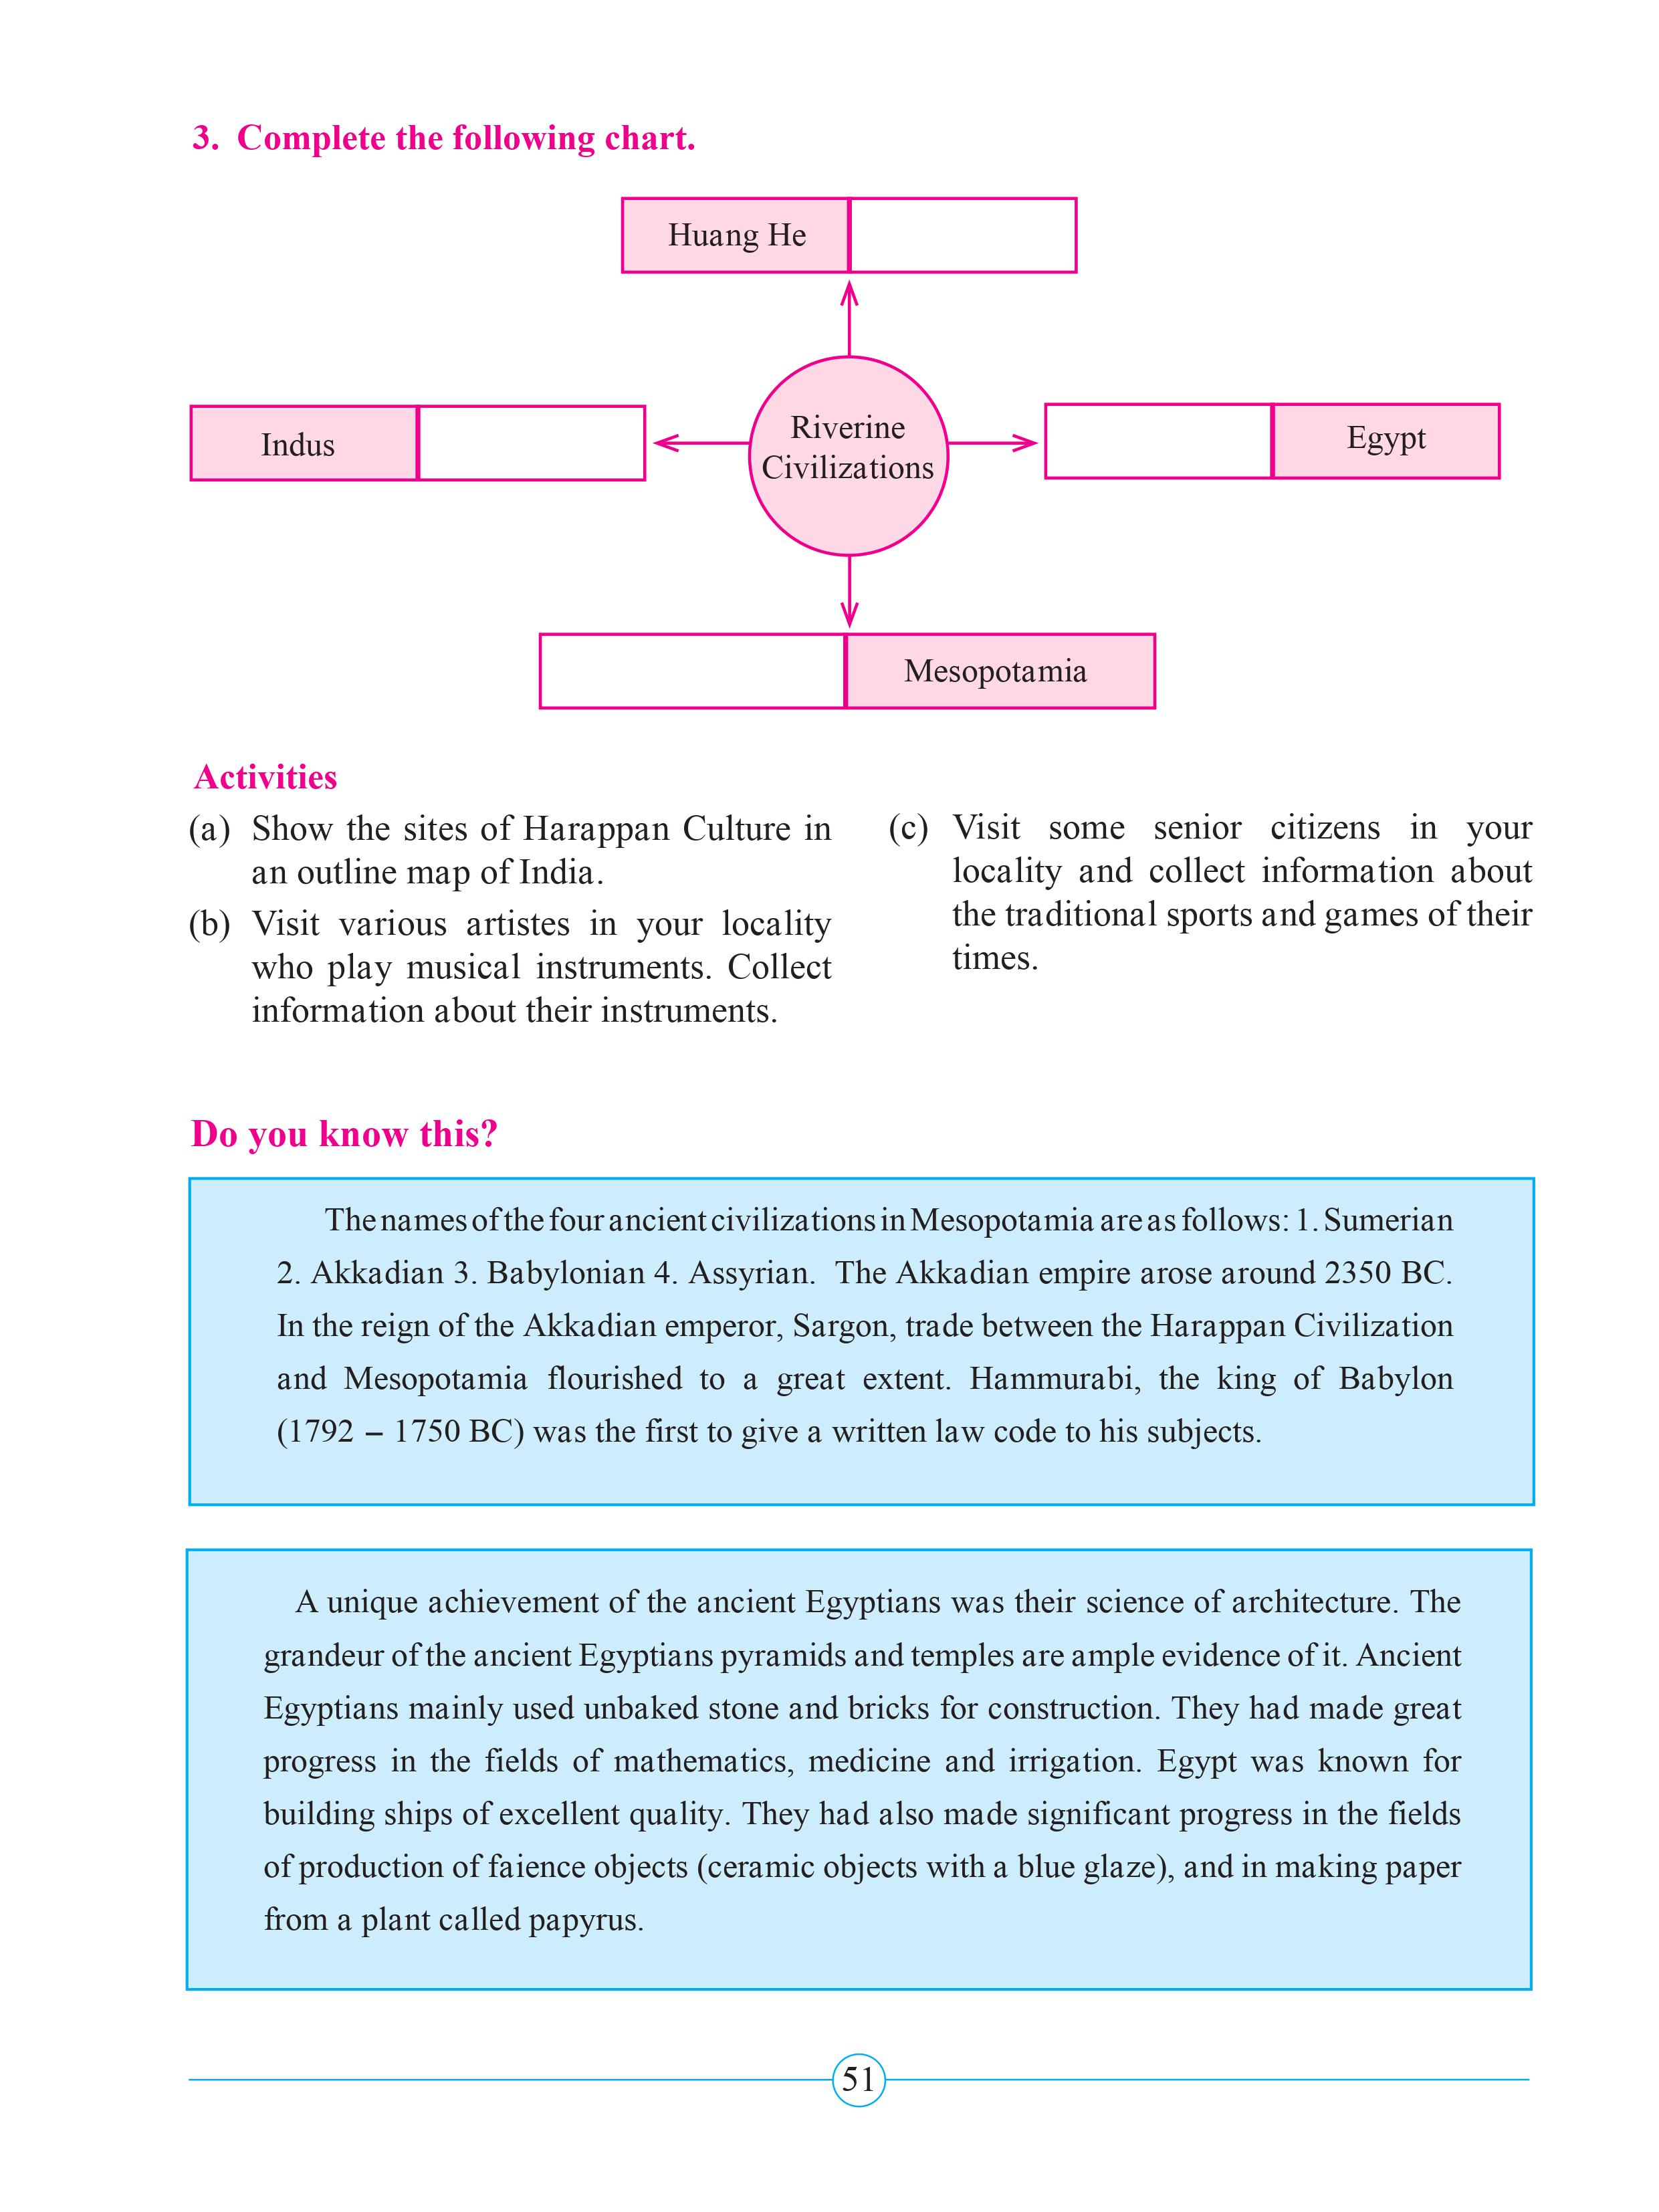 3. Complete the following chart.
Huang He
Indus
Riverine
Civilizations
Egypt
Mesopotamia
Activities
(a) Show the sites of Harappan Culture in
an outline map of India.
(b) Visit various artistes in your locality
who play musical instruments. Collect
information about their instruments.
(c) Visit some senior citizens in your
locality and collect information about
the traditional sports and games of their
times.
Do you know this?
The names of the four ancient civilizations in Mesopotamia are as follows: 1. Sumerian
2. Akkadian 3. Babylonian 4. Assyrian. The Akkadian empire arose around 2350 BC.
In the reign of the Akkadian emperor, Sargon, trade between the Harappan Civilization
and Mesopotamia flourished to a great extent. Hammurabi, the king of Babylon
(1792 – 1750 BC) was the first to give a written law code to his subjects.
A unique achievement of the ancient Egyptians was their science of architecture. The
grandeur of the ancient Egyptians pyramids and temples are ample evidence of it. Ancient
Egyptians mainly used unbaked stone and bricks for construction. They had made great
progress in the fields of mathematics, medicine and irrigation. Egypt was known for
building ships of excellent quality. They had also made significant progress in the fields
of production of faience objects (ceramic objects with a blue glaze), and in making paper
from a plant called papyrus.
51